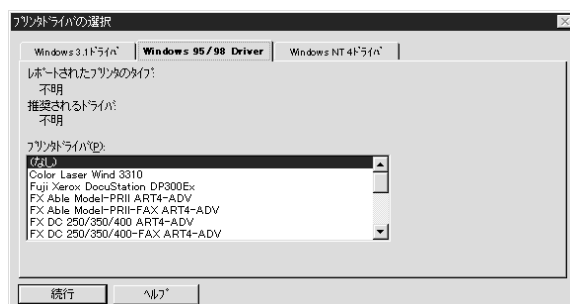 プリンタドライバの選択
Windows 3.1ドライバ Windows 95/98 Driver Windows NT 4ドライバ
レポートされたプリンタのタイプ:
不明
推奨されるドライバ:
不明
プリンタドライバ(P):
(なし)
Color Laser Wind 3310
Fuji Xerox DocuStation DP300Ex
FX Able Model-PRII ART4-ADV
FX Able Model-PRII-FAX ART4-ADV
FX DC 250/350/400 ART4-ADV
FX DC 250/350/400-FAX ART4-ADV
続行 ヘルプ